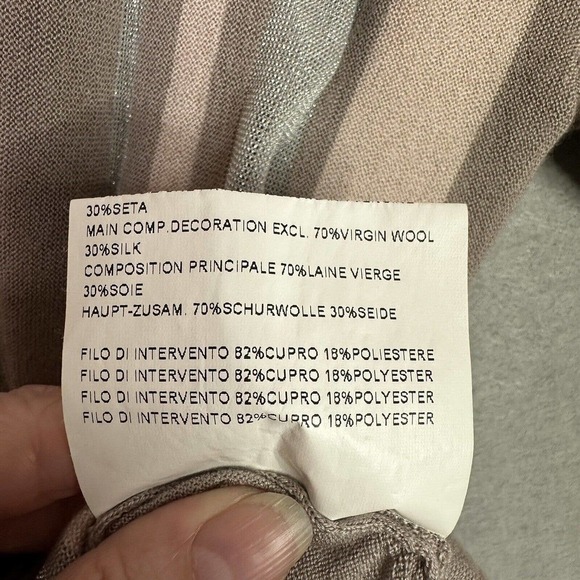 30%SETA
MAIN COMP.DECORATION EXCL. 70%VIRGIN WOOL
30%SILK
COMPOSITION PRINCIPALE 70%LAINE VIERGE
30%SOIE
HAUPT-ZUSAM. 70%SCHURWOLLE 30%SEIDE
FILO DI INTERVENTO 82%CUPRO 18%POLIESTERE
FILO DI INTERVENTO 82%CUPRO 18%POLYESTER
FILO DI INTERVENTO 82%CUPRO 18%POLYESTER
FILO DI INTERVENTO 82%CUPRO 18%POLYESTER